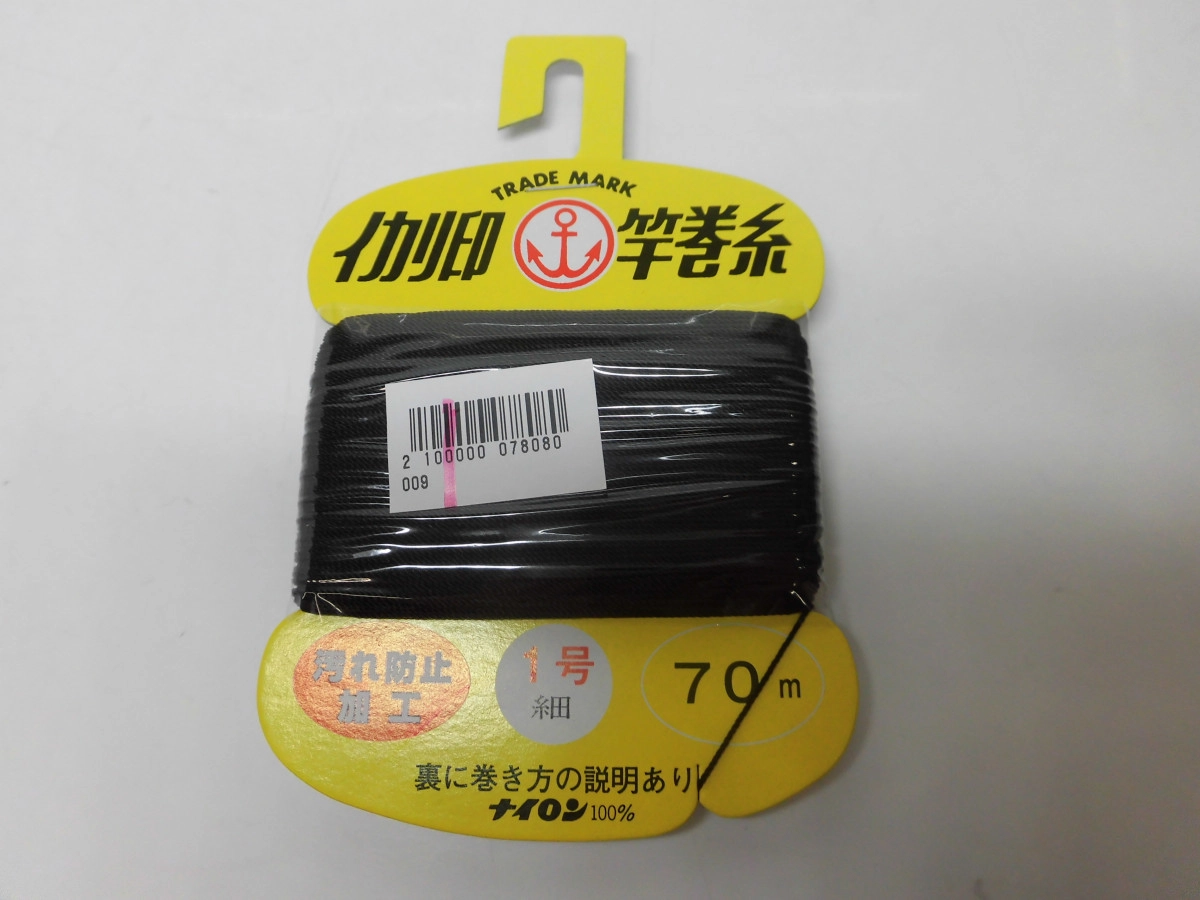 TRADE MARK
イカリ印 竿巻糸
2 100000 078080
009
汚れ防止
加工
1号
細
70m
裏に巻き方の説明あり
ナイロン100%